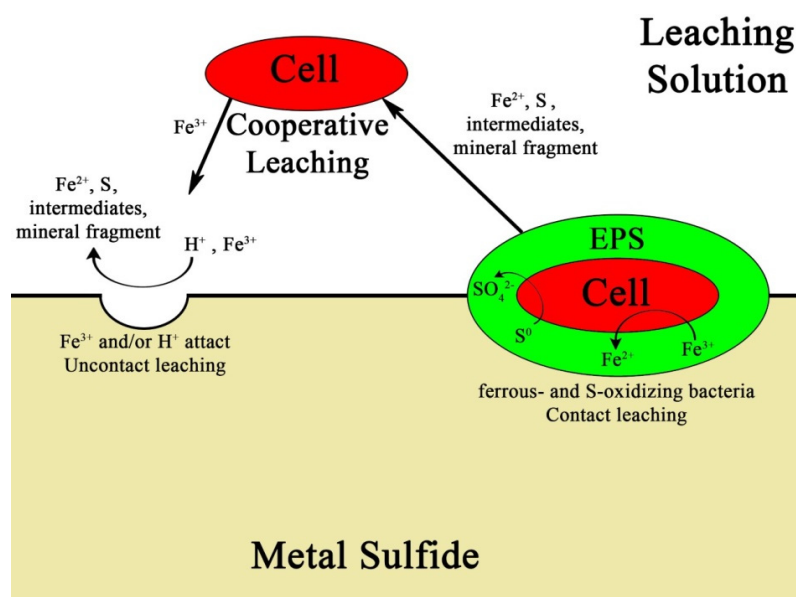 Leaching
Solution
Cell
Fe³⁺
Cooperative
Leaching
Fe²⁺, S ,
intermediates,
mineral fragment
Fe²⁺, S,
intermediates,
mineral fragment
H⁺ , Fe³⁺
EPS
SO₄²⁻
Cell
S⁰
Fe²⁺
Fe³⁺
Fe³⁺ and/or H⁺ attact
Uncontact leaching
ferrous- and S-oxidizing bacteria
Contact leaching
Metal Sulfide